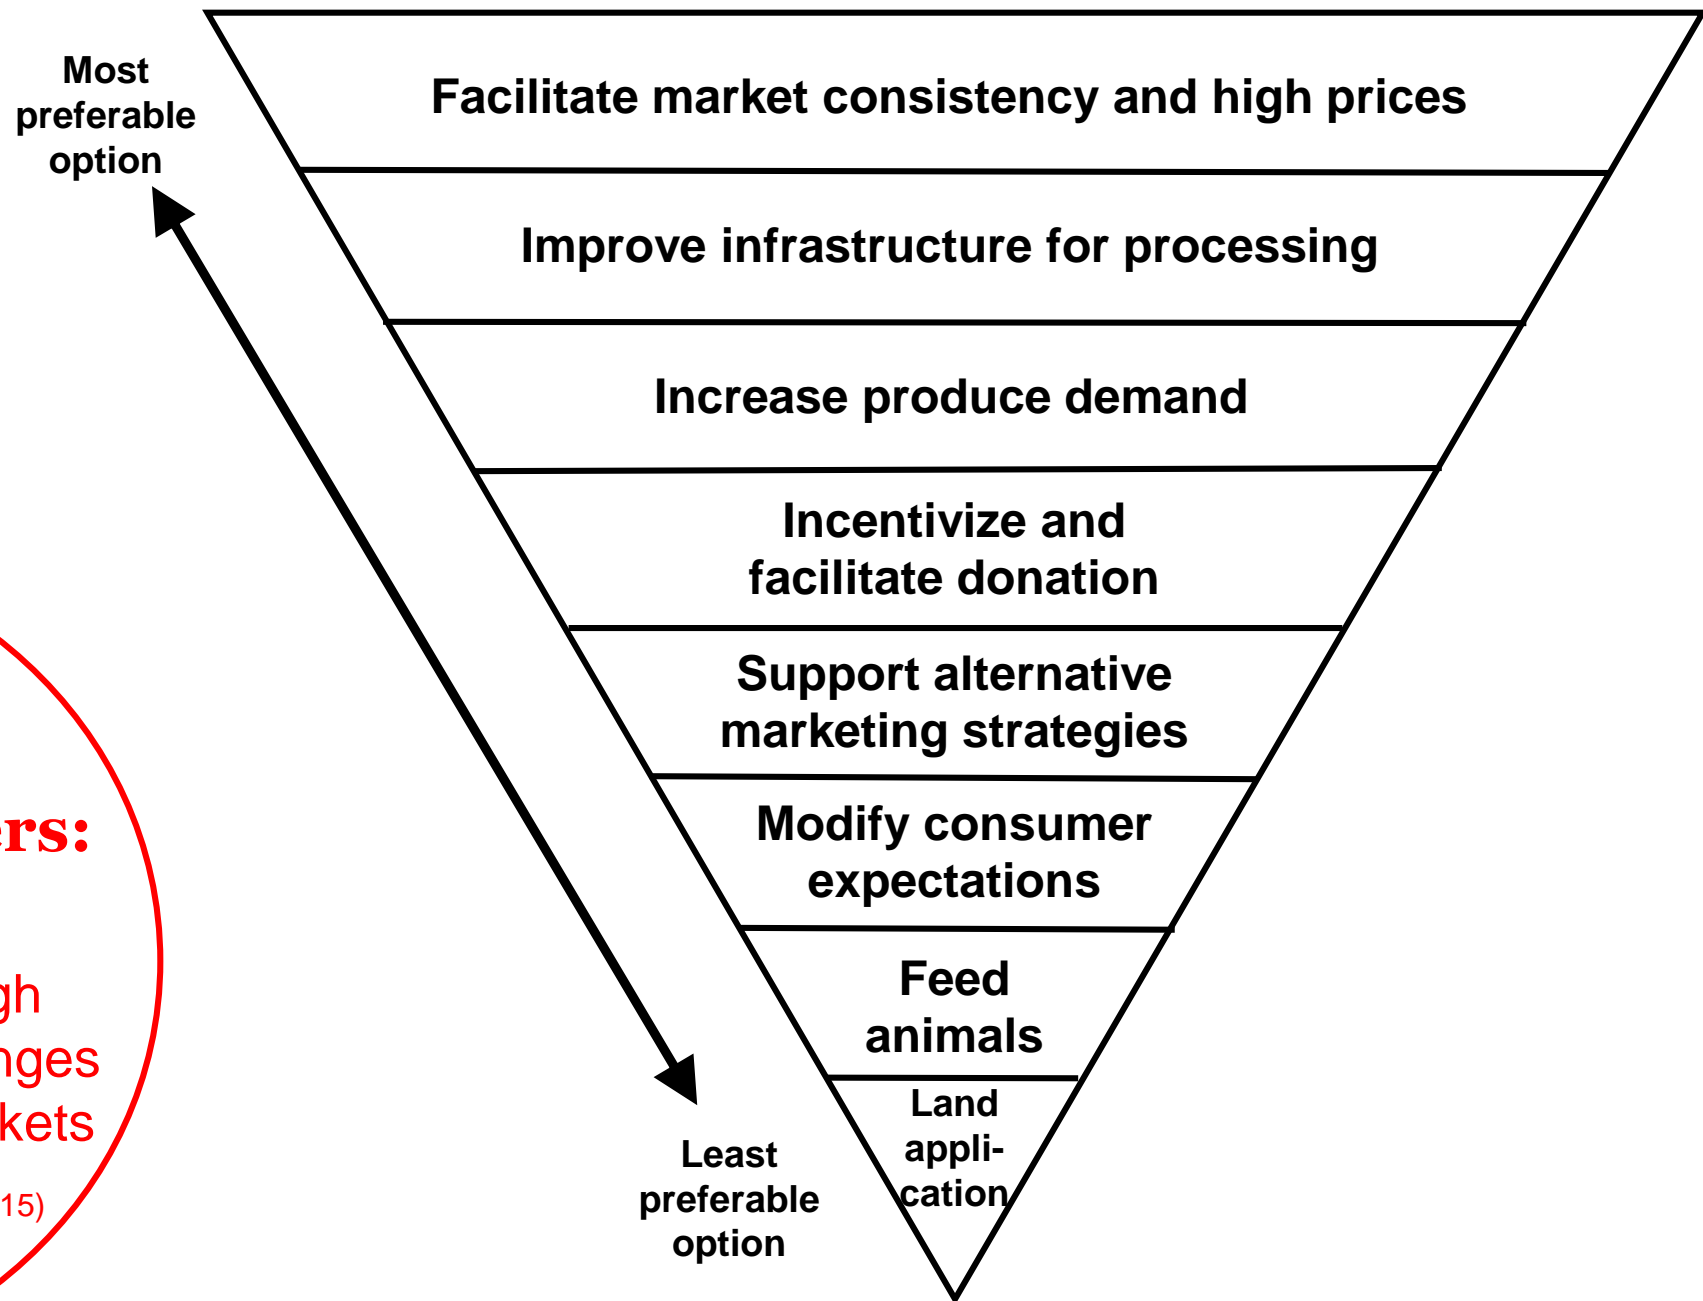 Most
preferable
option
Facilitate market consistency and high prices
Improve infrastructure for processing
Increase produce demand
Incentivize and
facilitate donation
Support alternative
marketing strategies
Modify consumer
expectations
Feed
animals
Land
appli-
cation
Least
preferable
option
ers:
gh
nges
kets
15)